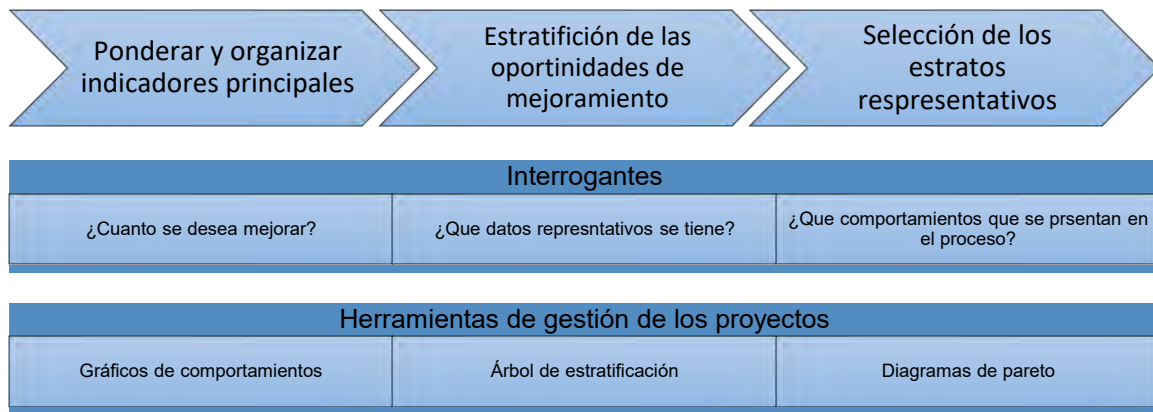 Ponderar y organizar
indicadores principales
Estratifición de las
oportinidades de
mejoramiento
Selección de los
estratos
respresentativos
Interrogantes
¿Cuanto se desea mejorar?
¿Que datos represntativos se tiene?
¿Que comportamientos que se prsentan en
el proceso?
Herramientas de gestión de los proyectos
Gráficos de comportamientos
Árbol de estratificación
Diagramas de pareto